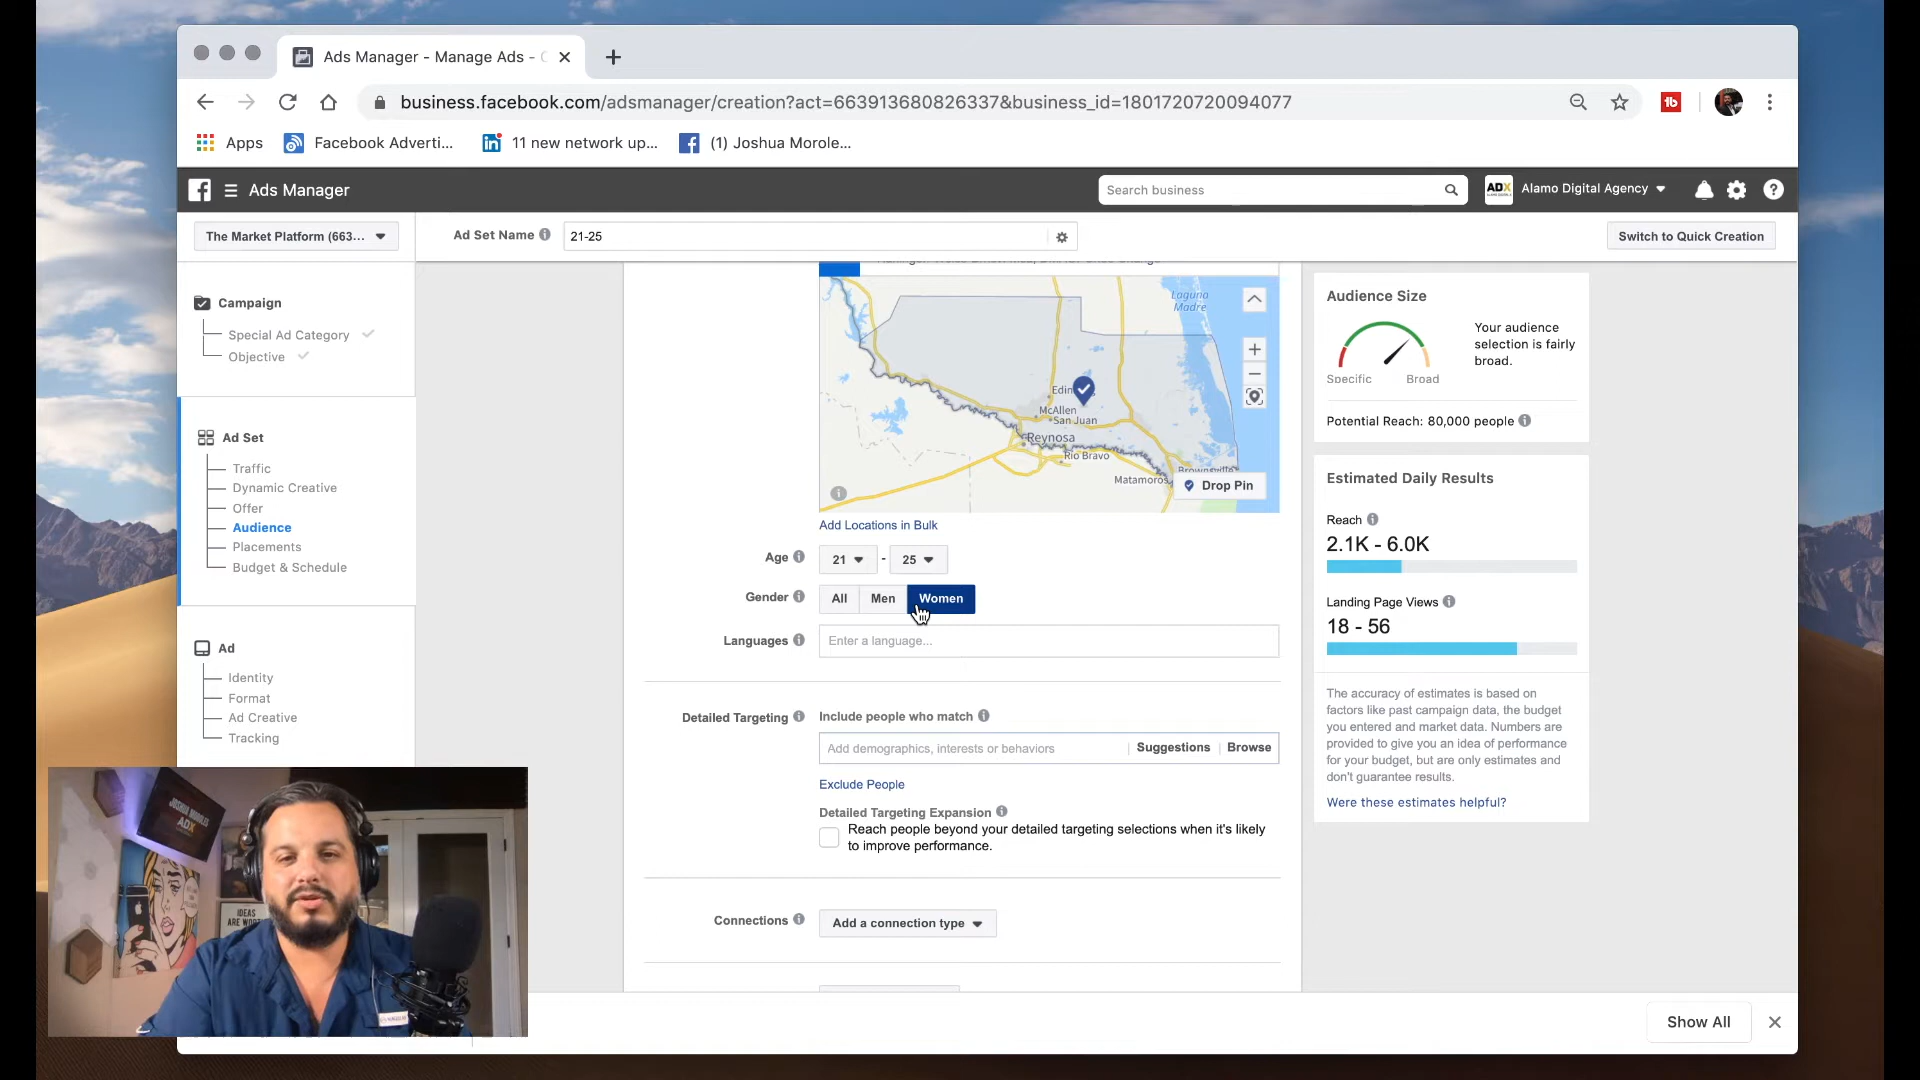 Ads Manager - Manage Ads -
business.facebook.com/adsmanager/creation?act=663913680826337&business_id=1801720720094077
Apps
Facebook Adverti...
11 new network up...
(1) Joshua Morole...
Ads Manager
Search business
ADX
Alamo Digital Agency
The Market Platform (663...
Ad Set Name
21-25
Switch to Quick Creation
Campaign
Special Ad Category
Objective
Ad Set
Traffic
Dynamic Creative
Offer
Audience
Placements
Budget & Schedule
Ad
Identity
Format
Ad Creative
Tracking
Laguna
Madre
McAllen
San Juan
Reynosa
Rio Bravo
Matamoros
Drop Pin
Add Locations in Bulk
Age
21
-
25
Gender
All
Men
Women
Languages
Enter a language...
Detailed Targeting
Include people who match
Add demographics, interests or behaviors
Suggestions
Browse
Exclude People
Detailed Targeting Expansion
Reach people beyond your detailed targeting selections when it's likely
to improve performance.
Connections
Add a connection type
Audience Size
Specific
Broad
Your audience
selection is fairly
broad.
Potential Reach: 80,000 people
Estimated Daily Results
Reach
2.1K - 6.0K
Landing Page Views
18 - 56
The accuracy of estimates is based on
factors like past campaign data, the budget
you entered and market data. Numbers are
provided to give you an idea of performance
for your budget, but are only estimates and
don't guarantee results.
Were these estimates helpful?
ADX
IDEAS
Show All